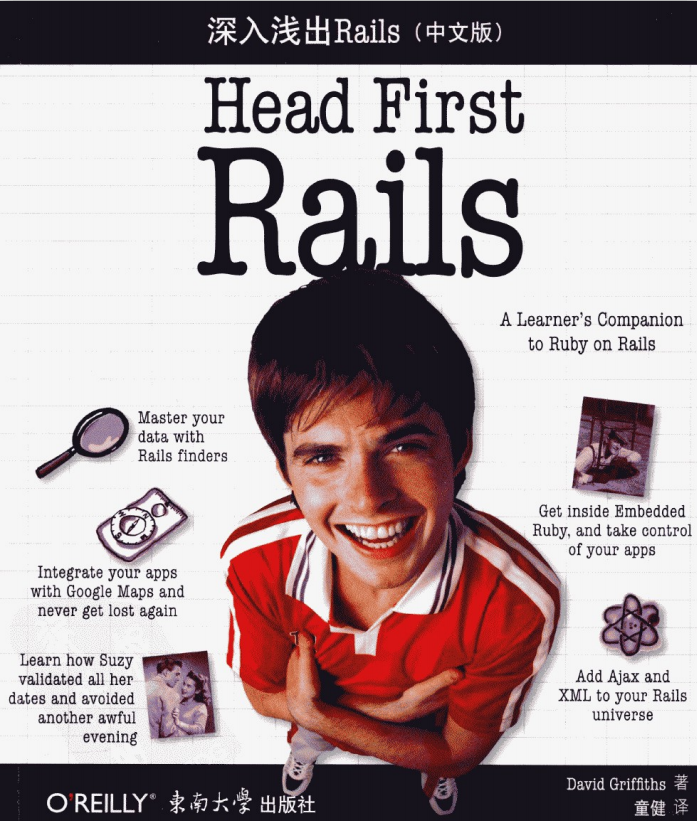 深入浅出Rails（中文版）
Head First
Rails
A Learner's Companion
to Ruby on Rails
Master your
data with
Rails finders
Integrate your apps
with Google Maps and
never get lost again
Learn how Suzy
validated all her
dates and avoided
another awful
evening
Get inside Embedded
Ruby, and take control
of your apps
Add Ajax and
XML to your Rails
universe
O'REILLY® 東南大學出版社
David Griffiths 著
童健 译